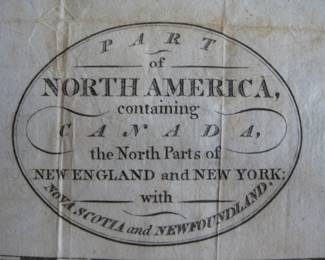 PART
of
NORTH AMERICA,
containing
CANADA,
the North Parts of
NEW ENGLAND and NEW YORK;
with
NOVA SCOTIA and NEWFOUNDLAND.